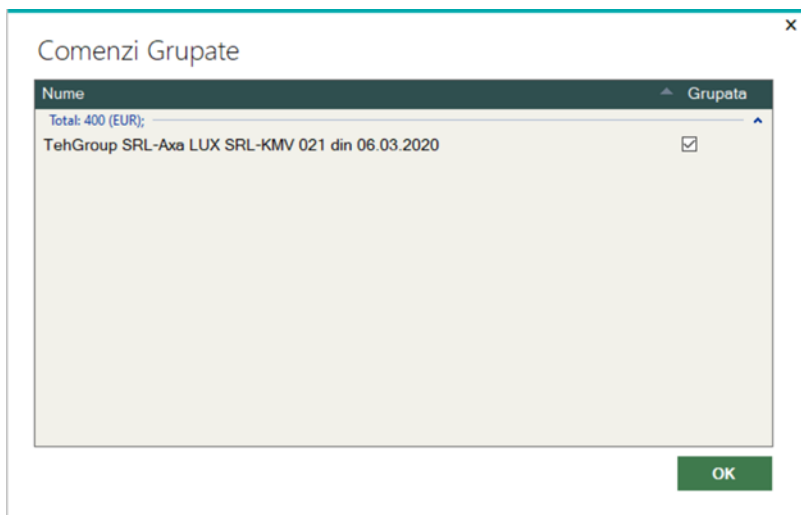 Comenzi Grupate
Nume Grupata
Total: 400 (EUR);
TehGroup SRL-Axa LUX SRL-KMV 021 din 06.03.2020
OK